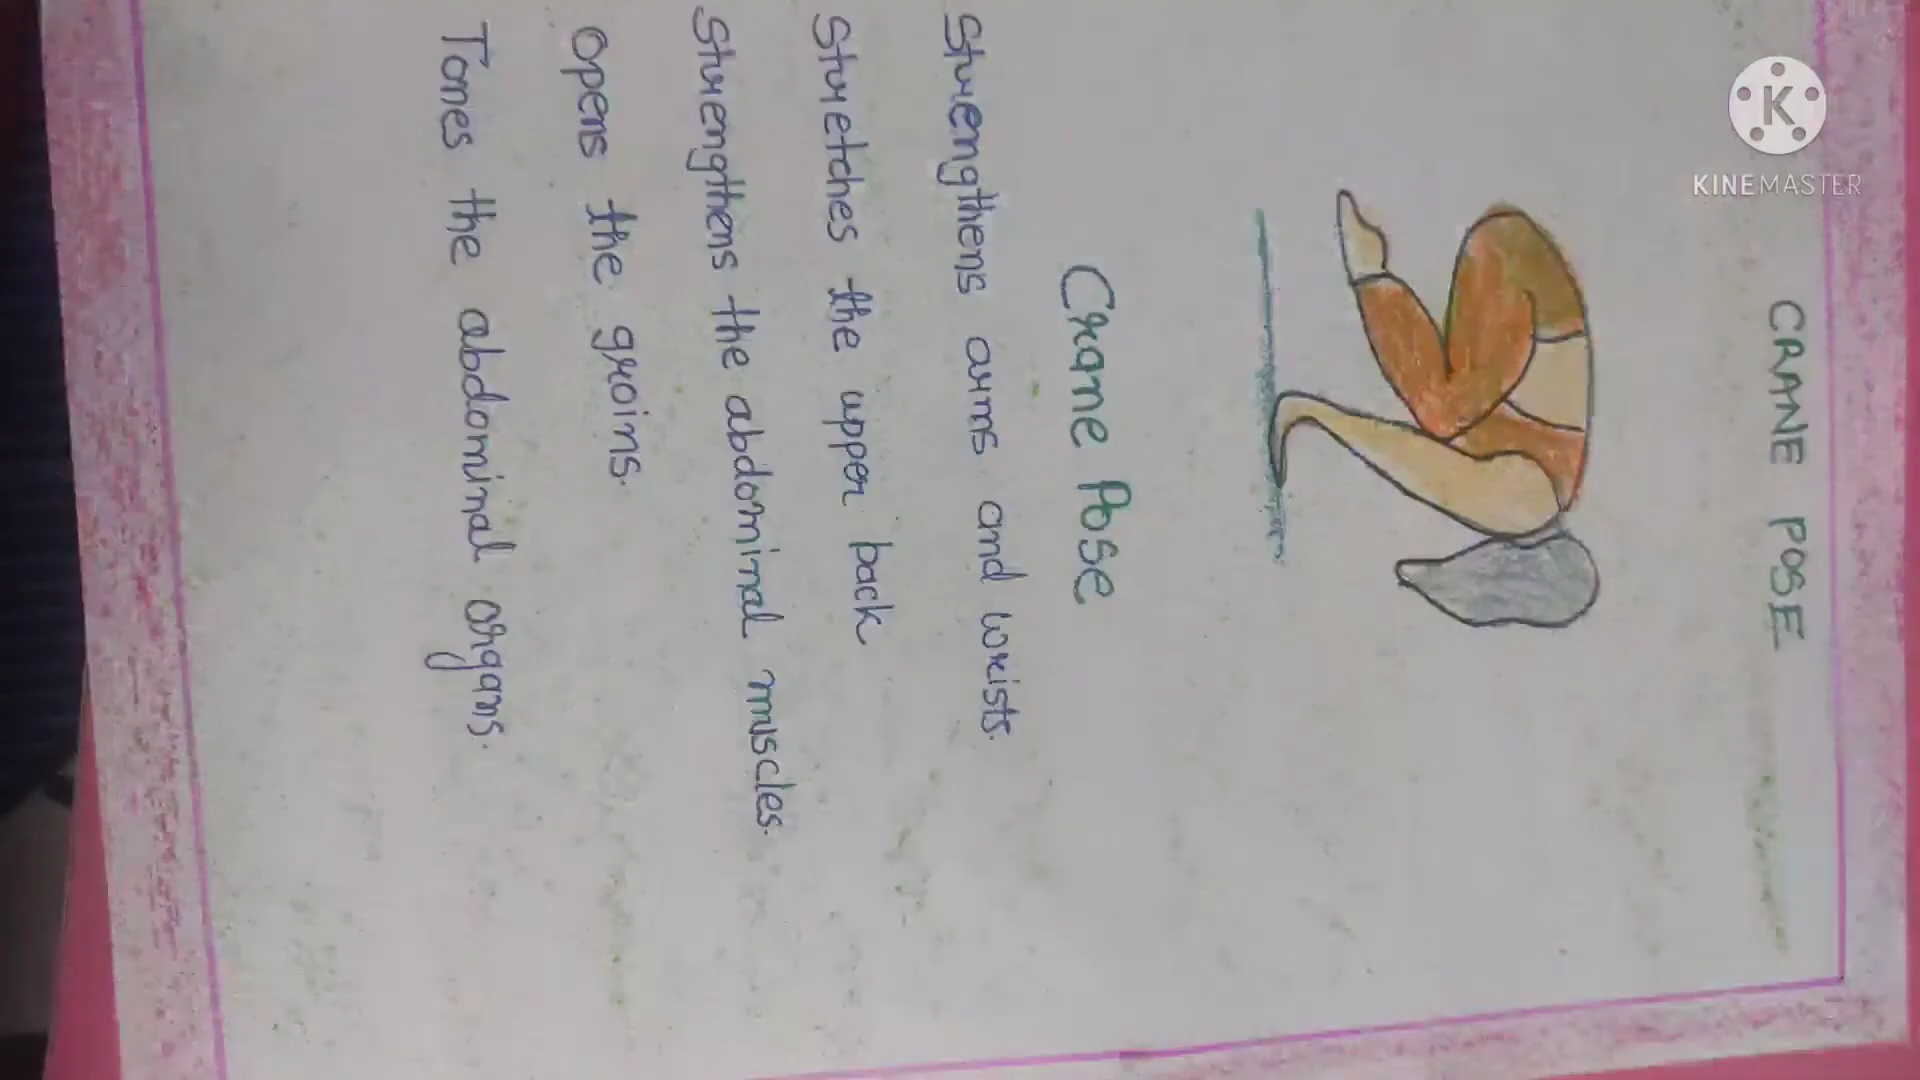 CRANE POSE
Crane Pose
Strengthens arms and wrists.
Stretches the upper back
Strengthens the abdominal muscles.
Opens the groins.
Tones the abdominal organs.
KINEMASTER